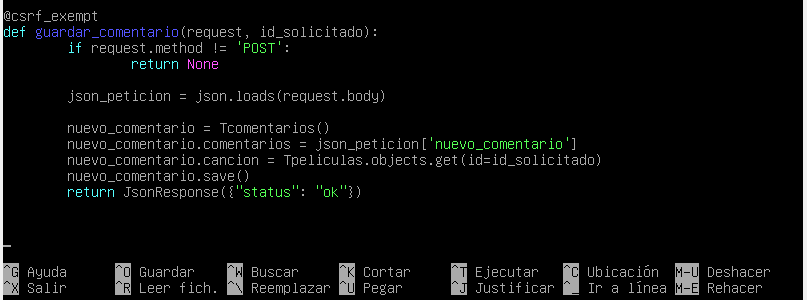 @csrf_exempt
def guardar_comentario(request, id_solicitado):
        if request.method != 'POST':
                return None

        json_peticion = json.loads(request.body)

        nuevo_comentario = Tcomentarios()
        nuevo_comentario.comentarios = json_peticion['nuevo_comentario']
        nuevo_comentario.cancion = Tpeliculas.objects.get(id=id_solicitado)
        nuevo_comentario.save()
        return JsonResponse({"status": "ok"})

^G Ayuda ^O Guardar ^W Buscar ^K Cortar ^T Ejecutar ^C Ubicación M-U Deshacer
^X Salir ^R Leer fich. ^\ Reemplazar ^U Pegar ^J Justificar ^_ Ir a línea M-E Rehacer